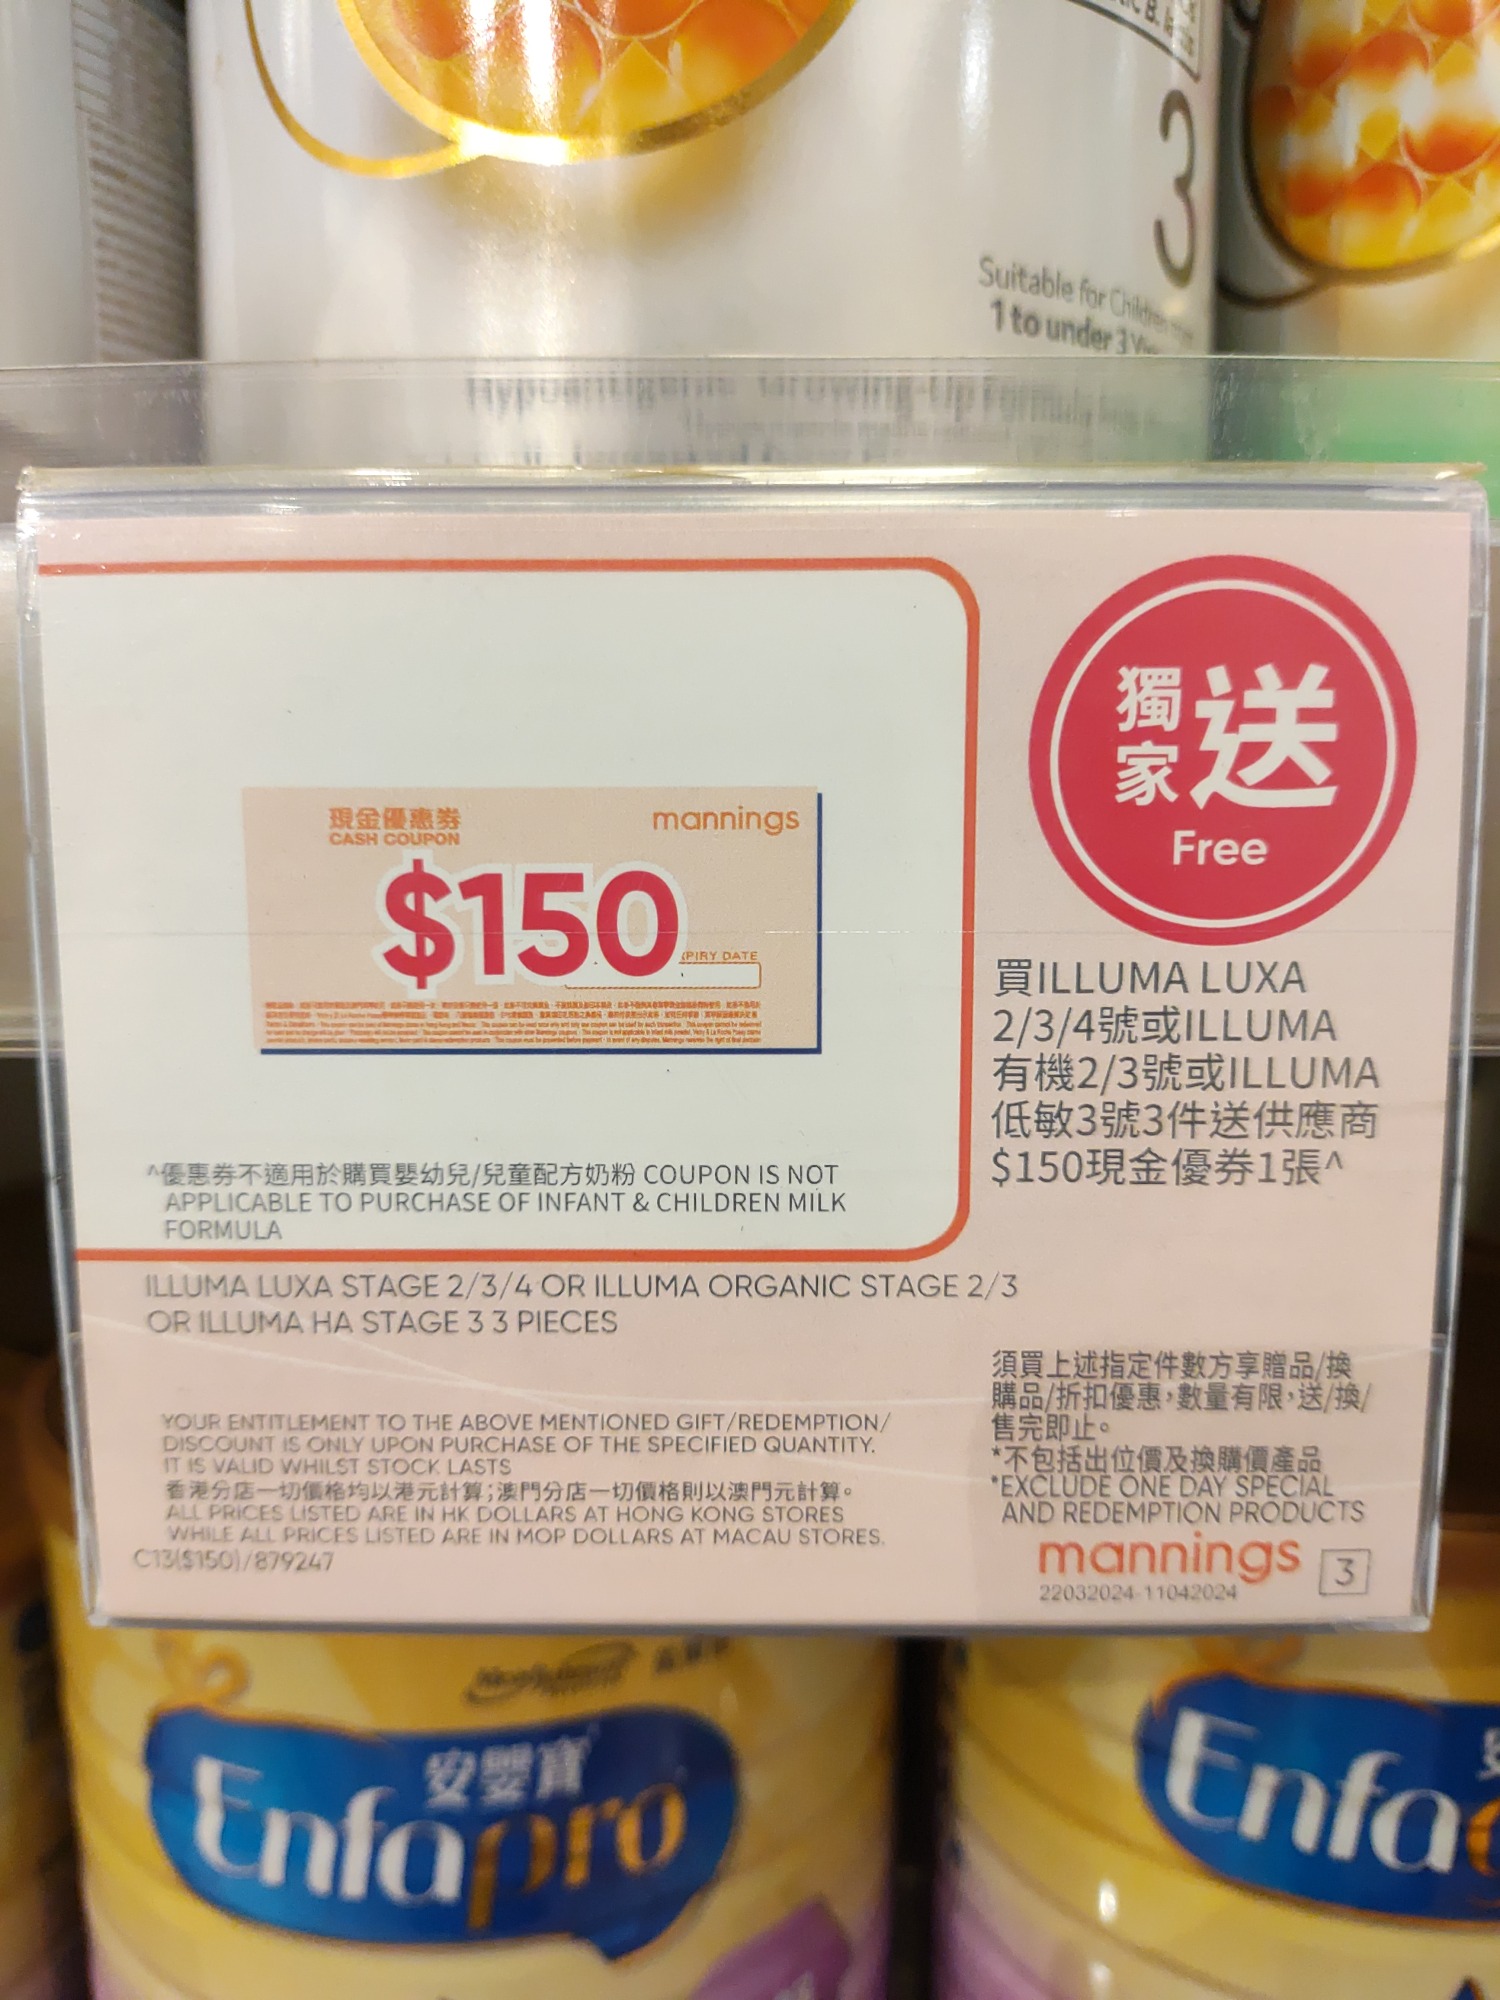 3
Suitable for Children
1 to under 3
Hypoantigenic Growing-Up Formula
獨家送
Free
現金優惠券
CASH COUPON
mannings
$150
PIRY DATE
買ILLUMA LUXA
2/3/4號或ILLUMA
有機2/3號或ILLUMA
低敏3號3件送供應商
$150現金優券1張^
^優惠券不適用於購買嬰幼兒/兒童配方奶粉 COUPON IS NOT
APPLICABLE TO PURCHASE OF INFANT & CHILDREN MILK
FORMULA
ILLUMA LUXA STAGE 2/3/4 OR ILLUMA ORGANIC STAGE 2/3
OR ILLUMA HA STAGE 3 3 PIECES
須買上述指定件數方享贈品/換
購品/折扣優惠,數量有限,送/換/
售完即止。
*不包括出位價及換購價產品
*EXCLUDE ONE DAY SPECIAL
AND REDEMPTION PRODUCTS
YOUR ENTITLEMENT TO THE ABOVE MENTIONED GIFT/REDEMPTION/
DISCOUNT IS ONLY UPON PURCHASE OF THE SPECIFIED QUANTITY.
IT IS VALID WHILST STOCK LASTS
香港分店一切價格均以港元計算;澳門分店一切價格則以澳門元計算。
ALL PRICES LISTED ARE IN HK DOLLARS AT HONG KONG STORES
WHILE ALL PRICES LISTED ARE IN MOP DOLLARS AT MACAU STORES.
C13($150)/879247
mannings
3
22032024-11042024
安嬰寶
Enfapro
Enfa